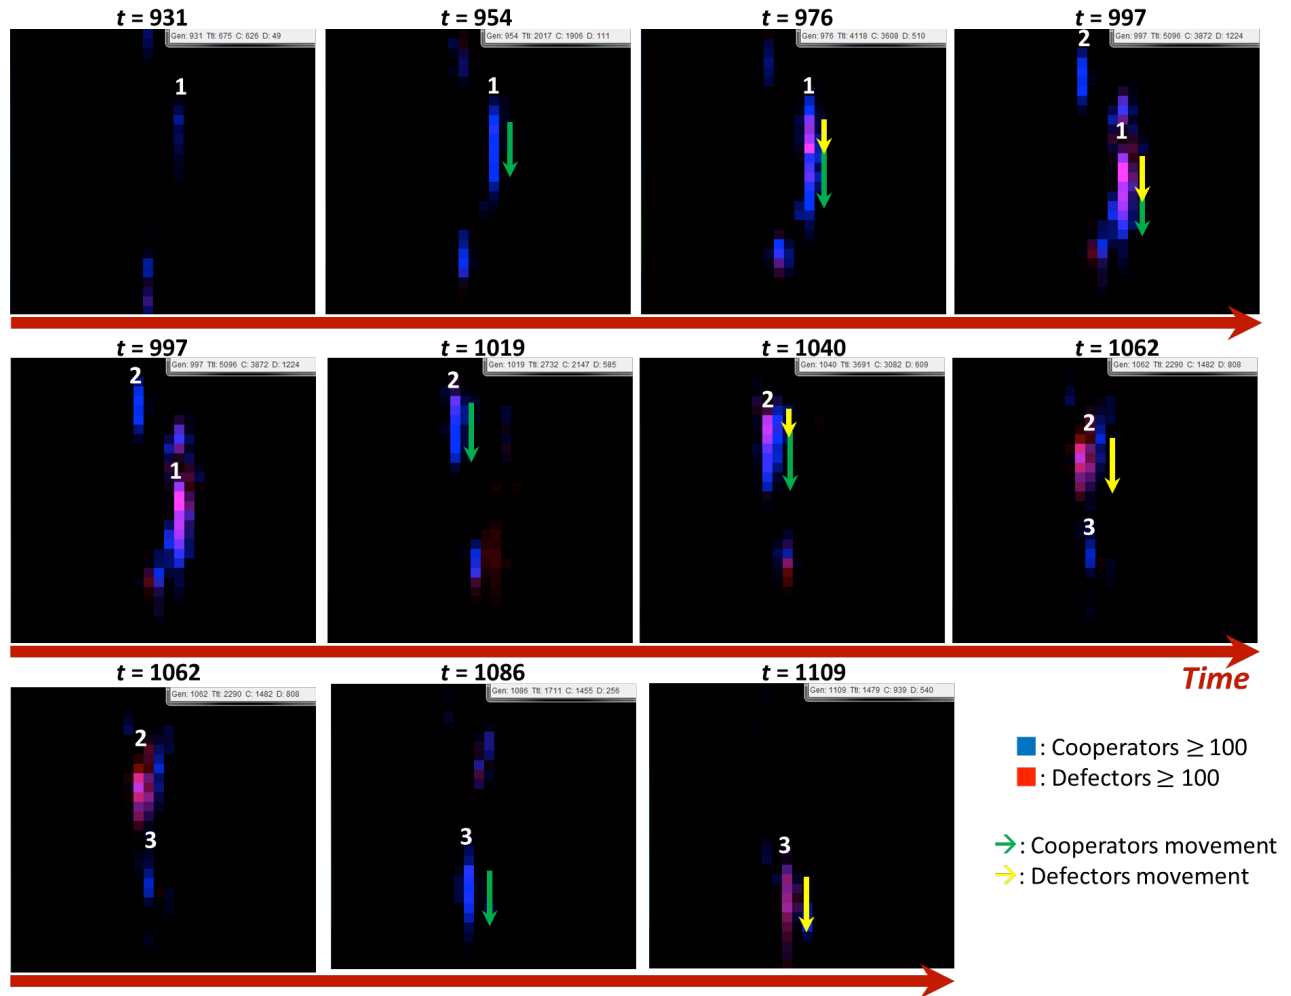 t = 931
t = 954
t = 976
t = 997
Gen: 931 Ttl: 675 C: 626 D: 49
Gen: 954 Ttl: 2017 C: 1906 D: 111
Gen: 976 Ttl: 4118 C: 3608 D: 510
Gen: 997 Ttl: 5096 C: 3872 D: 1224
1
1
1
2
1
t = 997
t = 1019
t = 1040
t = 1062
Gen: 997 Ttl: 5096 C: 3872 D: 1224
Gen: 1019 Ttl: 2732 C: 2147 D: 585
Gen: 1040 Ttl: 3691 C: 3082 D: 609
Gen: 1062 Ttl: 2290 C: 1482 D: 808
2
1
2
2
2
3
Time
t = 1062
t = 1086
t = 1109
Gen: 1062 Ttl: 2290 C: 1482 D: 808
Gen: 1086 Ttl: 1711 C: 1455 D: 256
Gen: 1109 Ttl: 1479 C: 939 D: 540
2
3
3
3
: Cooperators ≥ 100
: Defectors ≥ 100
: Cooperators movement
: Defectors movement